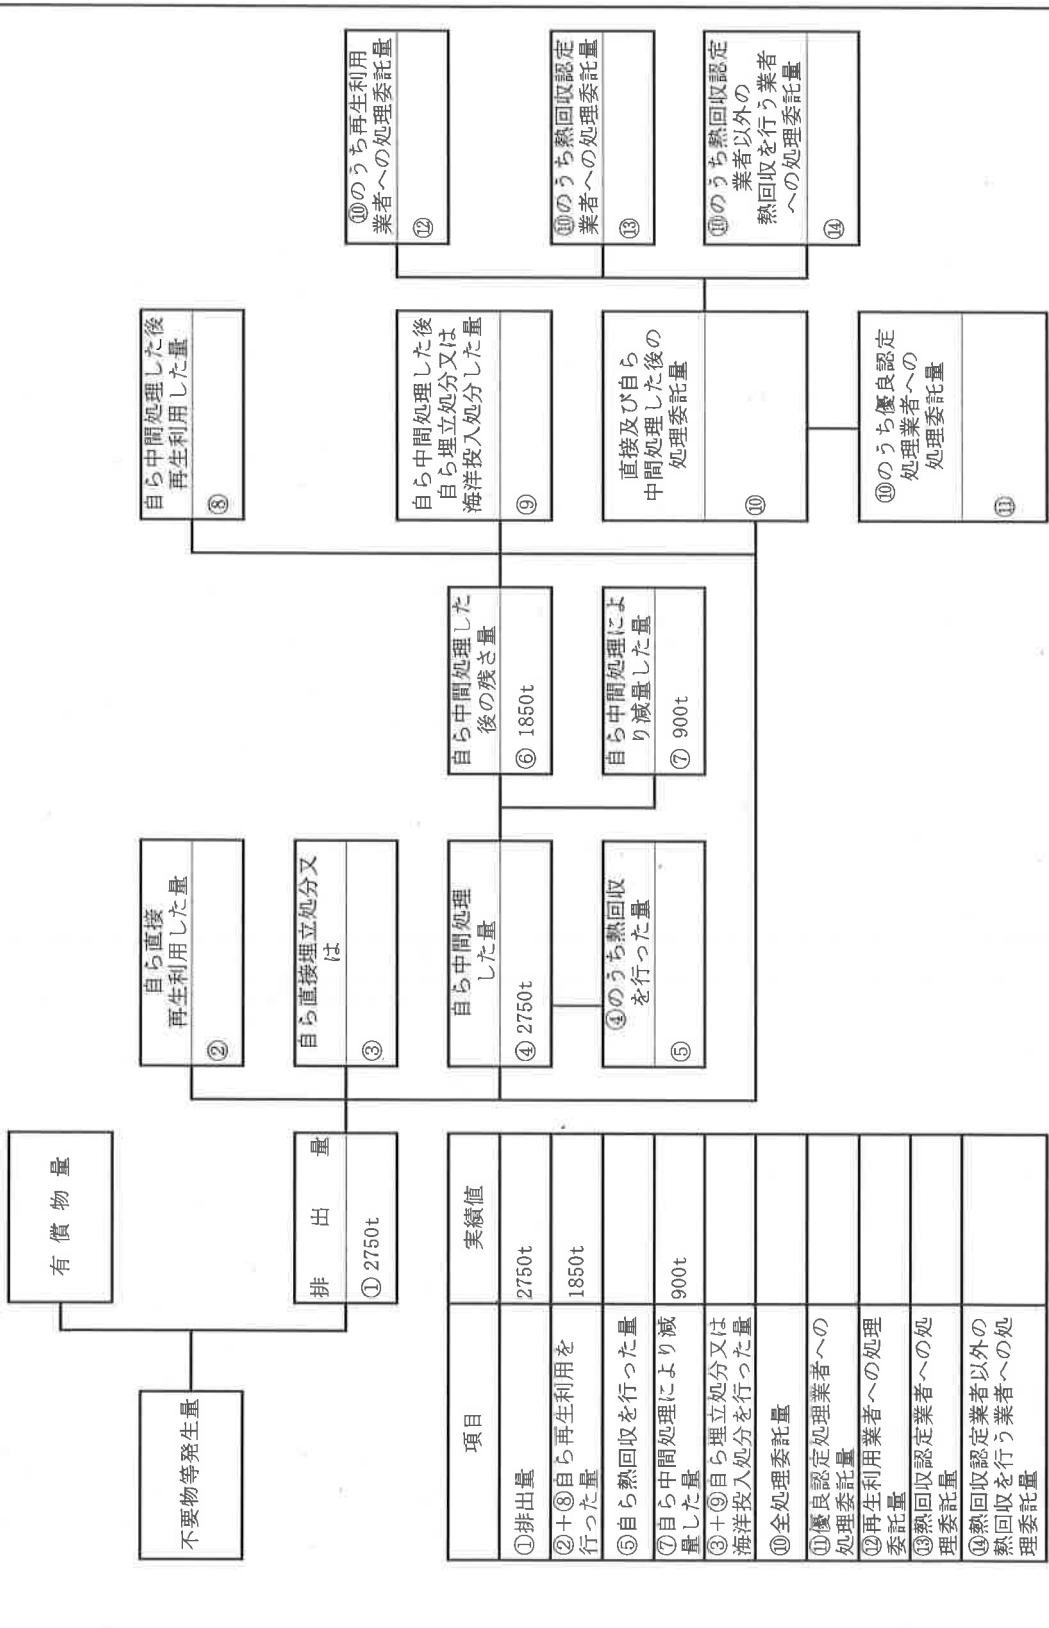 不要物等発生量
有償物量
排出量
① 2750t
自ら直接
再生利用した量
②
自ら直接埋立処分又
は
③
自ら中間処理
した量
④ 2750t
④のうち熱回収
を行った量
⑤
自ら中間処理した
後の残さ量
⑥ 1850t
自ら中間処理によ
り減量した量
⑦ 900t
自ら中間処理した後
再生利用した量
⑧
自ら中間処理した後
自ら埋立処分又は
海洋投入処分した量
⑨
直接及び自ら
中間処理した後の
処理委託量
⑩
⑩のうち優良認定
処理業者への
処理委託量
⑪
⑩のうち再生利用
業者への処理委託量
⑫
⑩のうち熱回収認定
業者への処理委託量
⑬
⑩のうち熱回収認定
業者以外の
熱回収を行う業者
への処理委託量
⑭
項目 実績値
①排出量 2750t
②+⑧自ら再生利用を
行った量 1850t
⑤自ら熱回収を行った量
⑦自ら中間処理により減
量した量 900t
③+⑨自ら埋立処分又は
海洋投入処分を行った量
⑩全処理委託量
⑪優良認定処理業者への
処理委託量
⑫再生利用業者への処理
委託量
⑬熱回収認定業者への処
理委託量
⑭熱回収認定業者以外の
熱回収を行う業者への処
理委託量